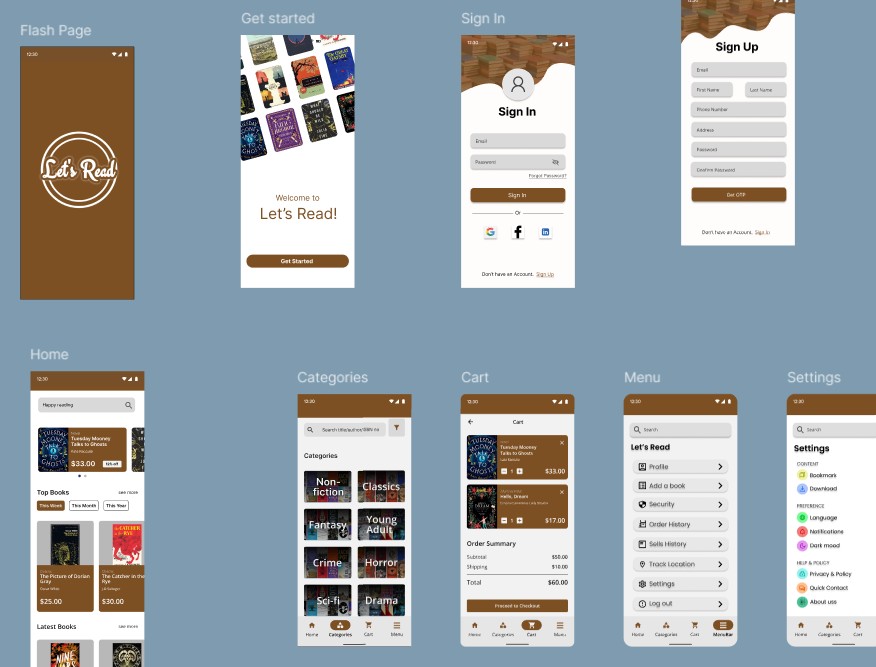 Flash Page
12:30
Let's Read
Get started
Welcome to
Let's Read!
Get Started
Sign In
12:30
Sign In
Email
Password
Forgot Password?
Sign In
Or
Don't have an Account. Sign Up
Sign Up
Email
First Name
Last Name
Phone Number
Address
Password
Confirm Password
Get OTP
Don't have an Account. Sign In
Home
12:30
Happy reading
Tuesday Mooney
Talks to Ghosts
$33.00
Top Books
see more
This Week
This Month
This Year
The Picture of Dorian
Gray
$25.00
The Catcher in the
Rye
$30.00
Latest Books
see more
Categories
12:30
Search title/author/ISBN no
Categories
Non-
fiction
Classics
Fantasy
Young
Adult
Crime
Horror
Sci-fi
Drama
Home
Categories
Cart
Menu
Cart
12:30
Cart
Tuesday Mooney
Talks to Ghosts
1
$33.00
Hello, Dream
1
$17.00
Order Summary
Subtotal
$50.00
Shipping
$10.00
Total
$60.00
Proceed to Checkout
Home
Categories
Cart
Menu
Menu
12:30
Search
Let's Read
Profile
Add a book
Security
Order History
Sells History
Track Location
Settings
Log out
Home
Categories
Cart
MenuBar
Settings
12:30
Search
Settings
CONTENT
Bookmark
Download
PREFERENCE
Language
Notifications
Dark mood
HELP & POLICY
Privacy & Policy
Quick Contact
About use
Home
Categories
Cart